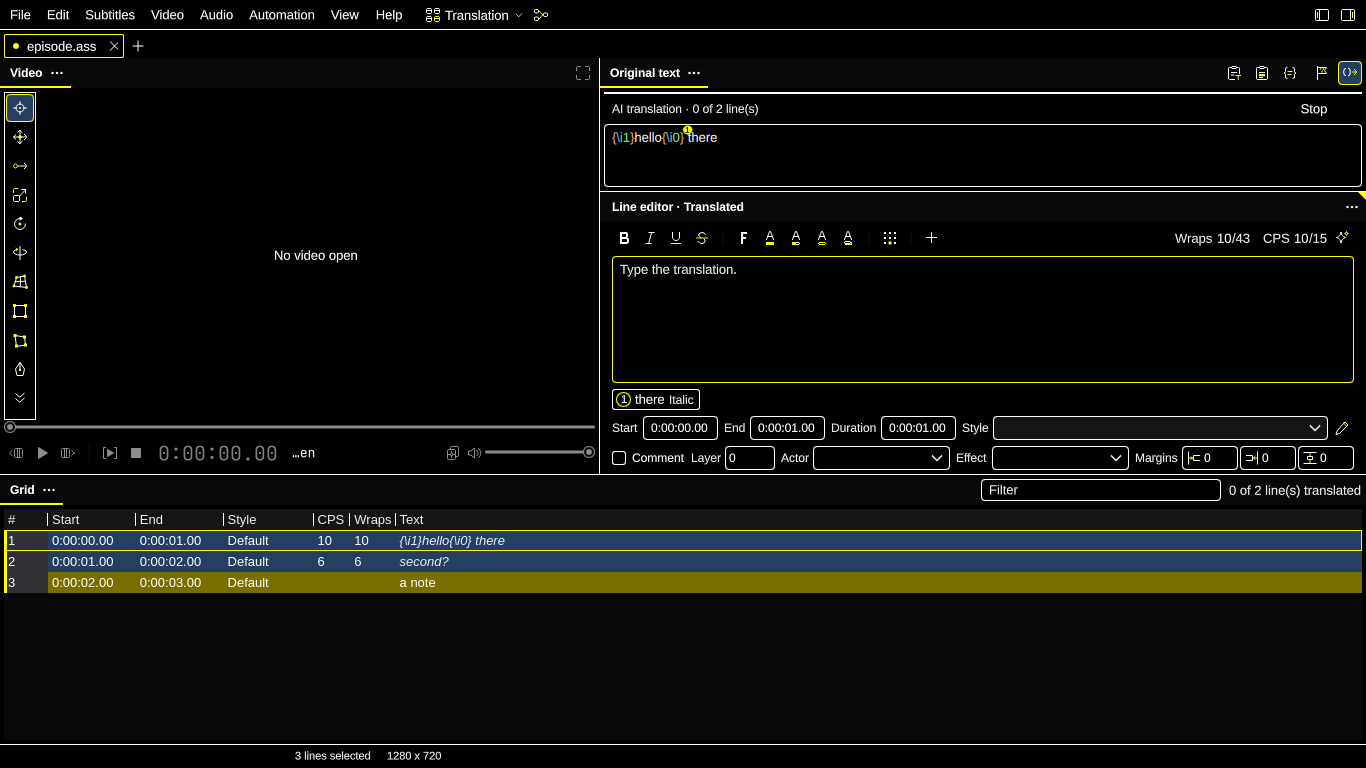 File Edit Subtitles Video Audio Automation View Help Translation
episode.ass
Video
Original text
AI translation · 0 of 2 line(s) Stop
{\i1}hello{\i0} there
1
Line editor · Translated
B I U S F A A A A Wraps 10/43 CPS 10/15
Type the translation.
No video open
1 there Italic
Start 0:00:00.00 End 0:00:01.00 Duration 0:00:01.00 Style
0:00:00.00 …en
Comment Layer 0 Actor Effect Margins 0 0 0
Grid Filter 0 of 2 line(s) translated
# Start End Style CPS Wraps Text
1 0:00:00.00 0:00:01.00 Default 10 10 {\i1}hello{\i0} there
2 0:00:01.00 0:00:02.00 Default 6 6 second?
3 0:00:02.00 0:00:03.00 Default a note
3 lines selected 1280 x 720